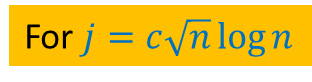 For j = c√n log n